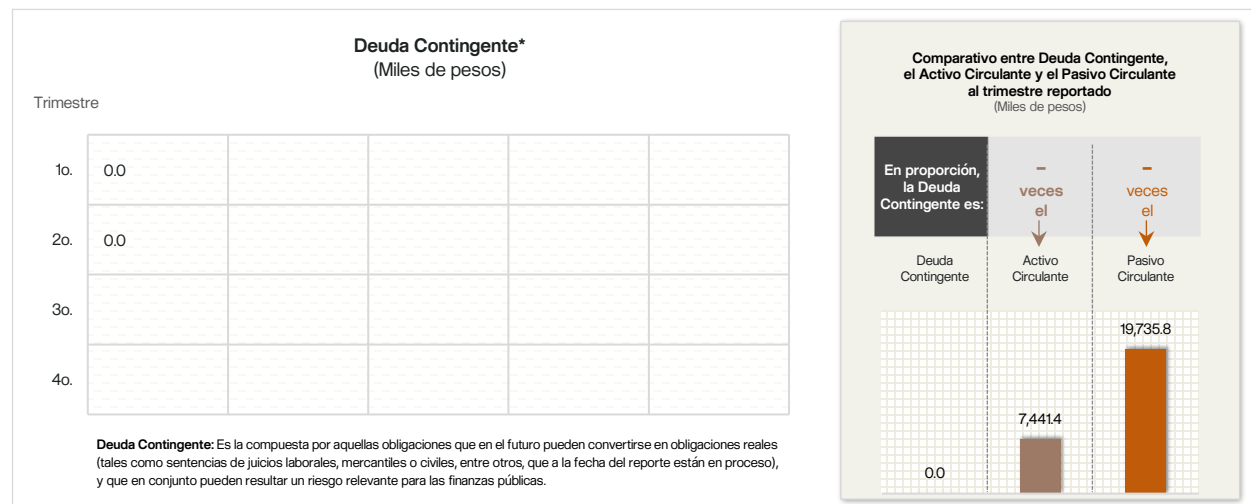 Deuda Contingente*
(Miles de pesos)
Trimestre
1o. 0.0
2o. 0.0
3o.
4o.
Deuda Contingente: Es la compuesta por aquellas obligaciones que en el futuro pueden convertirse en obligaciones reales
(tales como sentencias de juicios laborales, mercantiles o civiles, entre otros, que a la fecha del reporte están en proceso),
y que en conjunto pueden resultar un riesgo relevante para las finanzas públicas.
Comparativo entre Deuda Contingente,
el Activo Circulante y el Pasivo Circulante
al trimestre reportado
(Miles de pesos)
En proporción,
la Deuda
Contingente es:
–
veces
el
–
veces
el
Deuda
Contingente
Activo
Circulante
Pasivo
Circulante
0.0
7,441.4
19,735.8